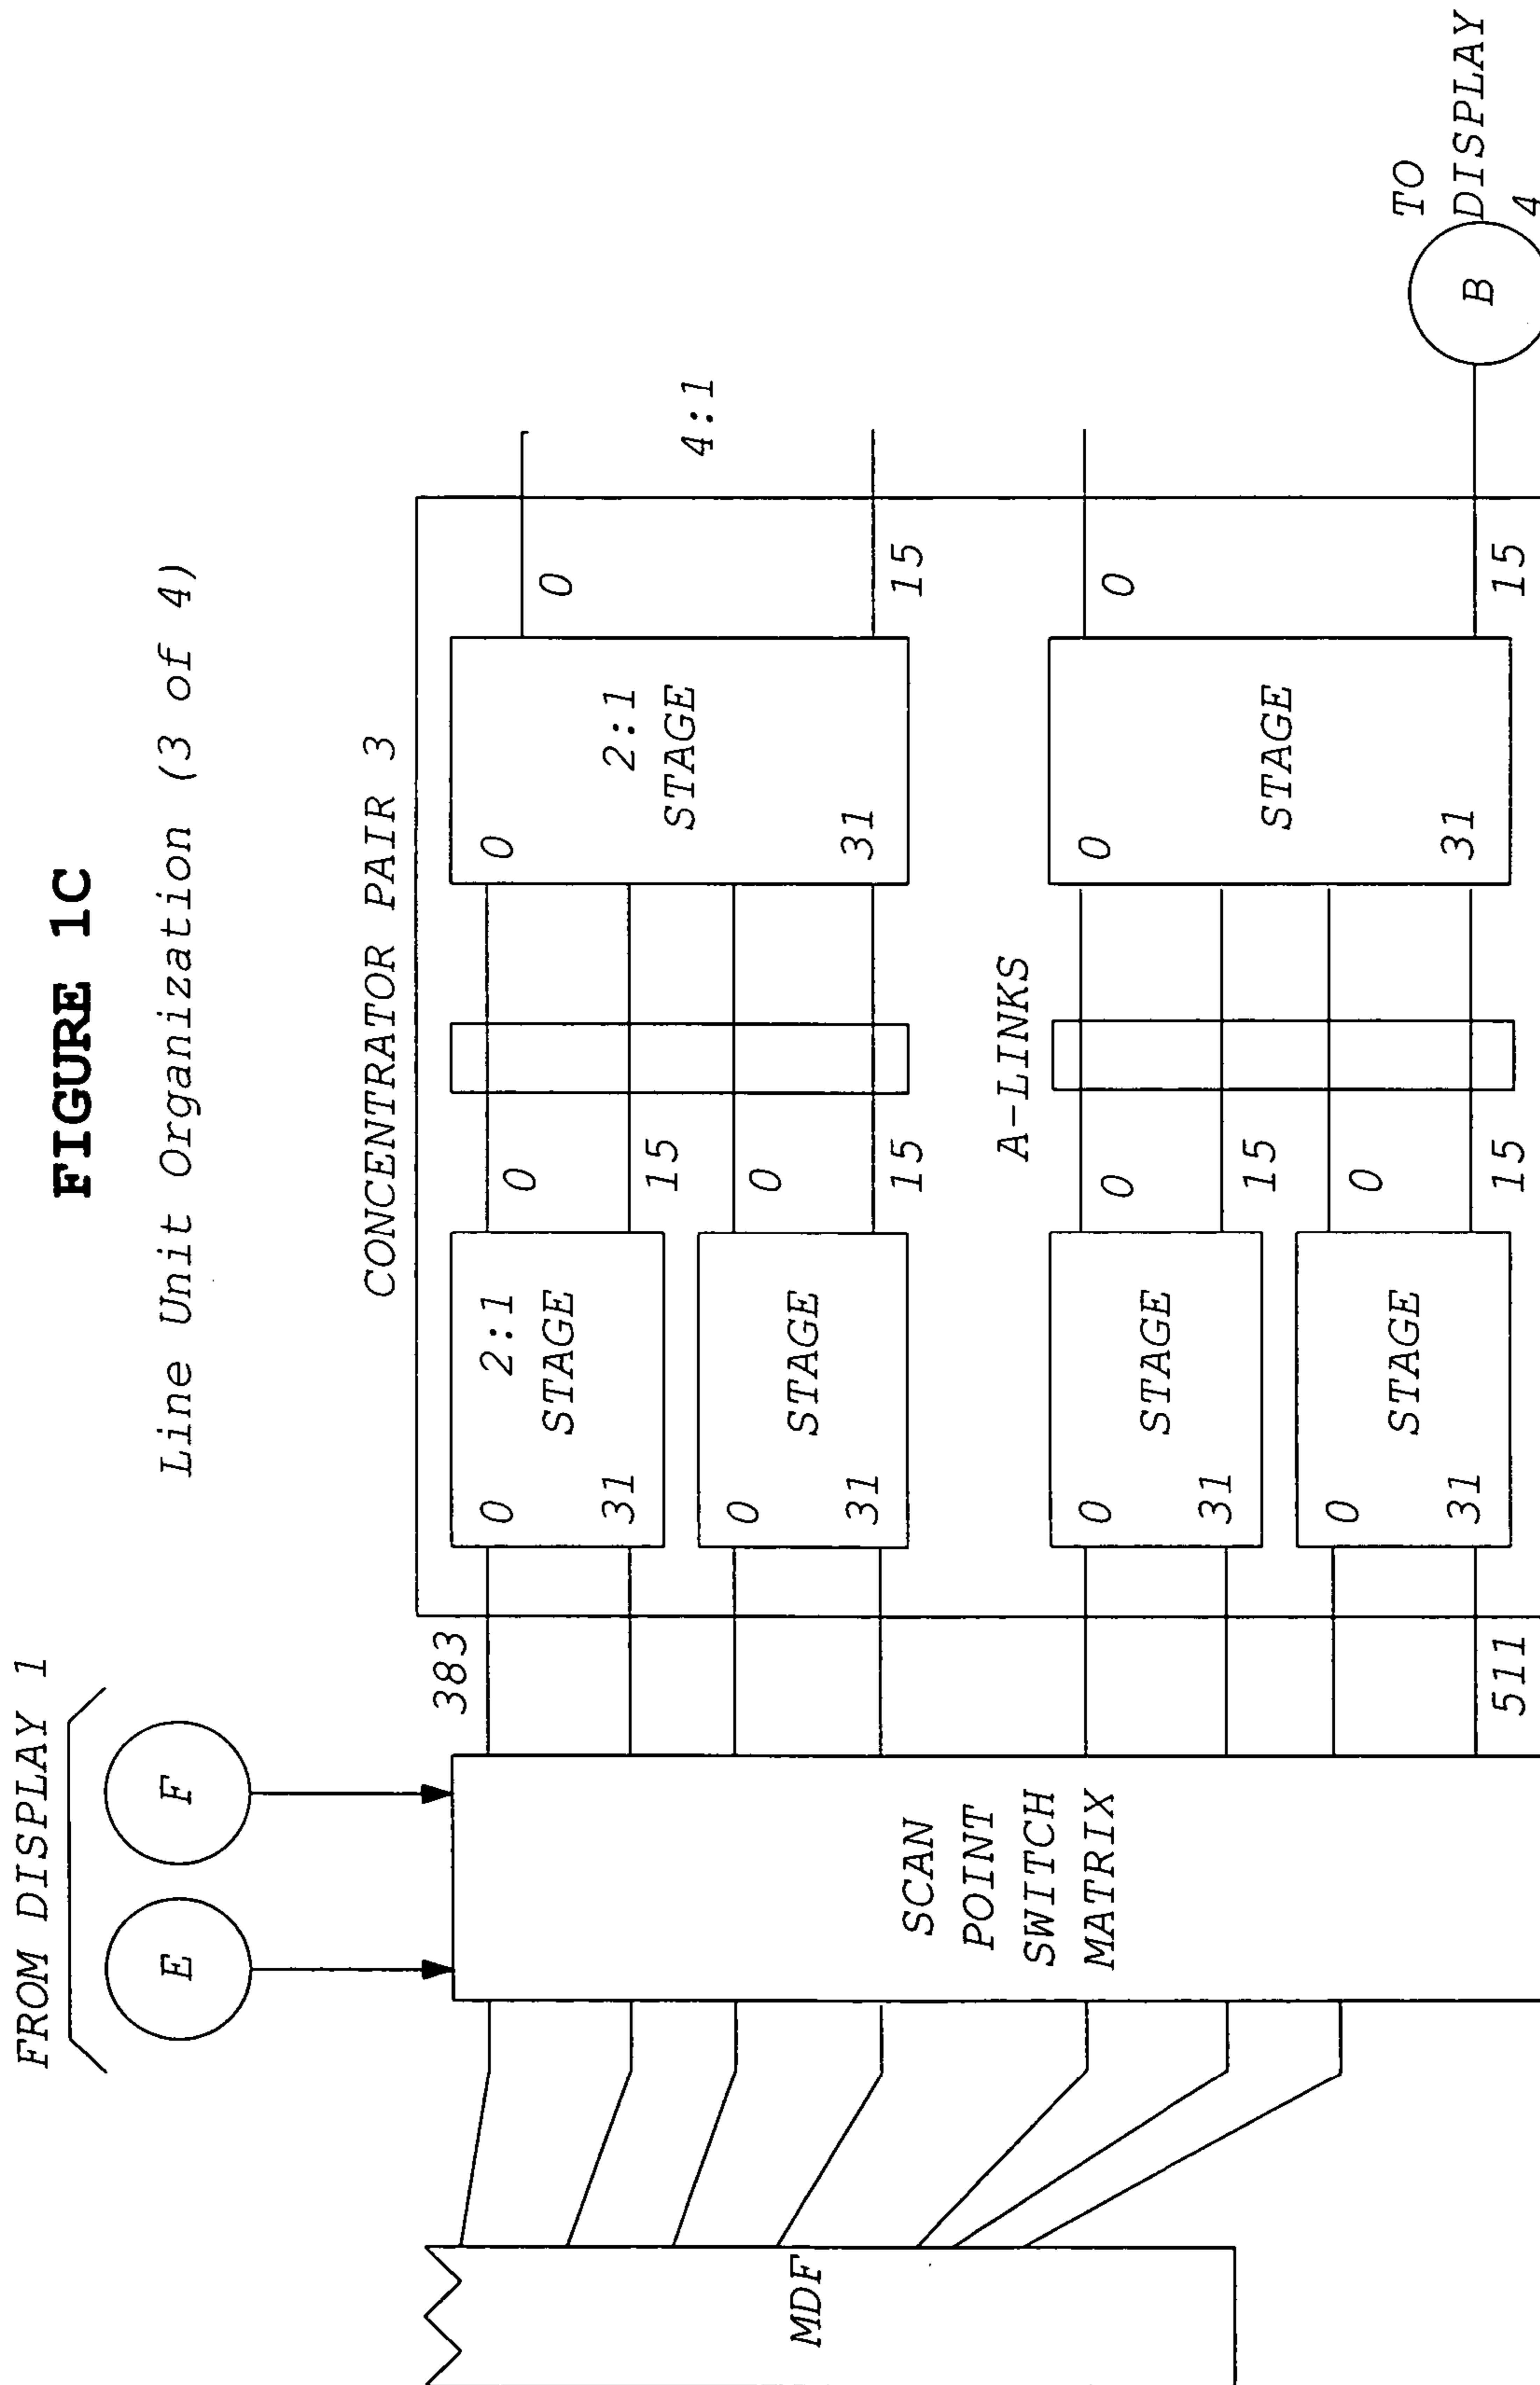 FIGURE 1C
Line Unit Organization (3 of 4)
FROM DISPLAY 1
E
F
CONCENTRATOR PAIR 3
383
0
2:1
STAGE
31
0
15
0
2:1
STAGE
31
0
4:1
15
0
STAGE
31
0
15
A-LINKS
MDF
SCAN
POINT
SWITCH
MATRIX
0
STAGE
31
0
15
0
STAGE
31
0
15
0
STAGE
31
0
15
511
B
TO
DISPLAY
4